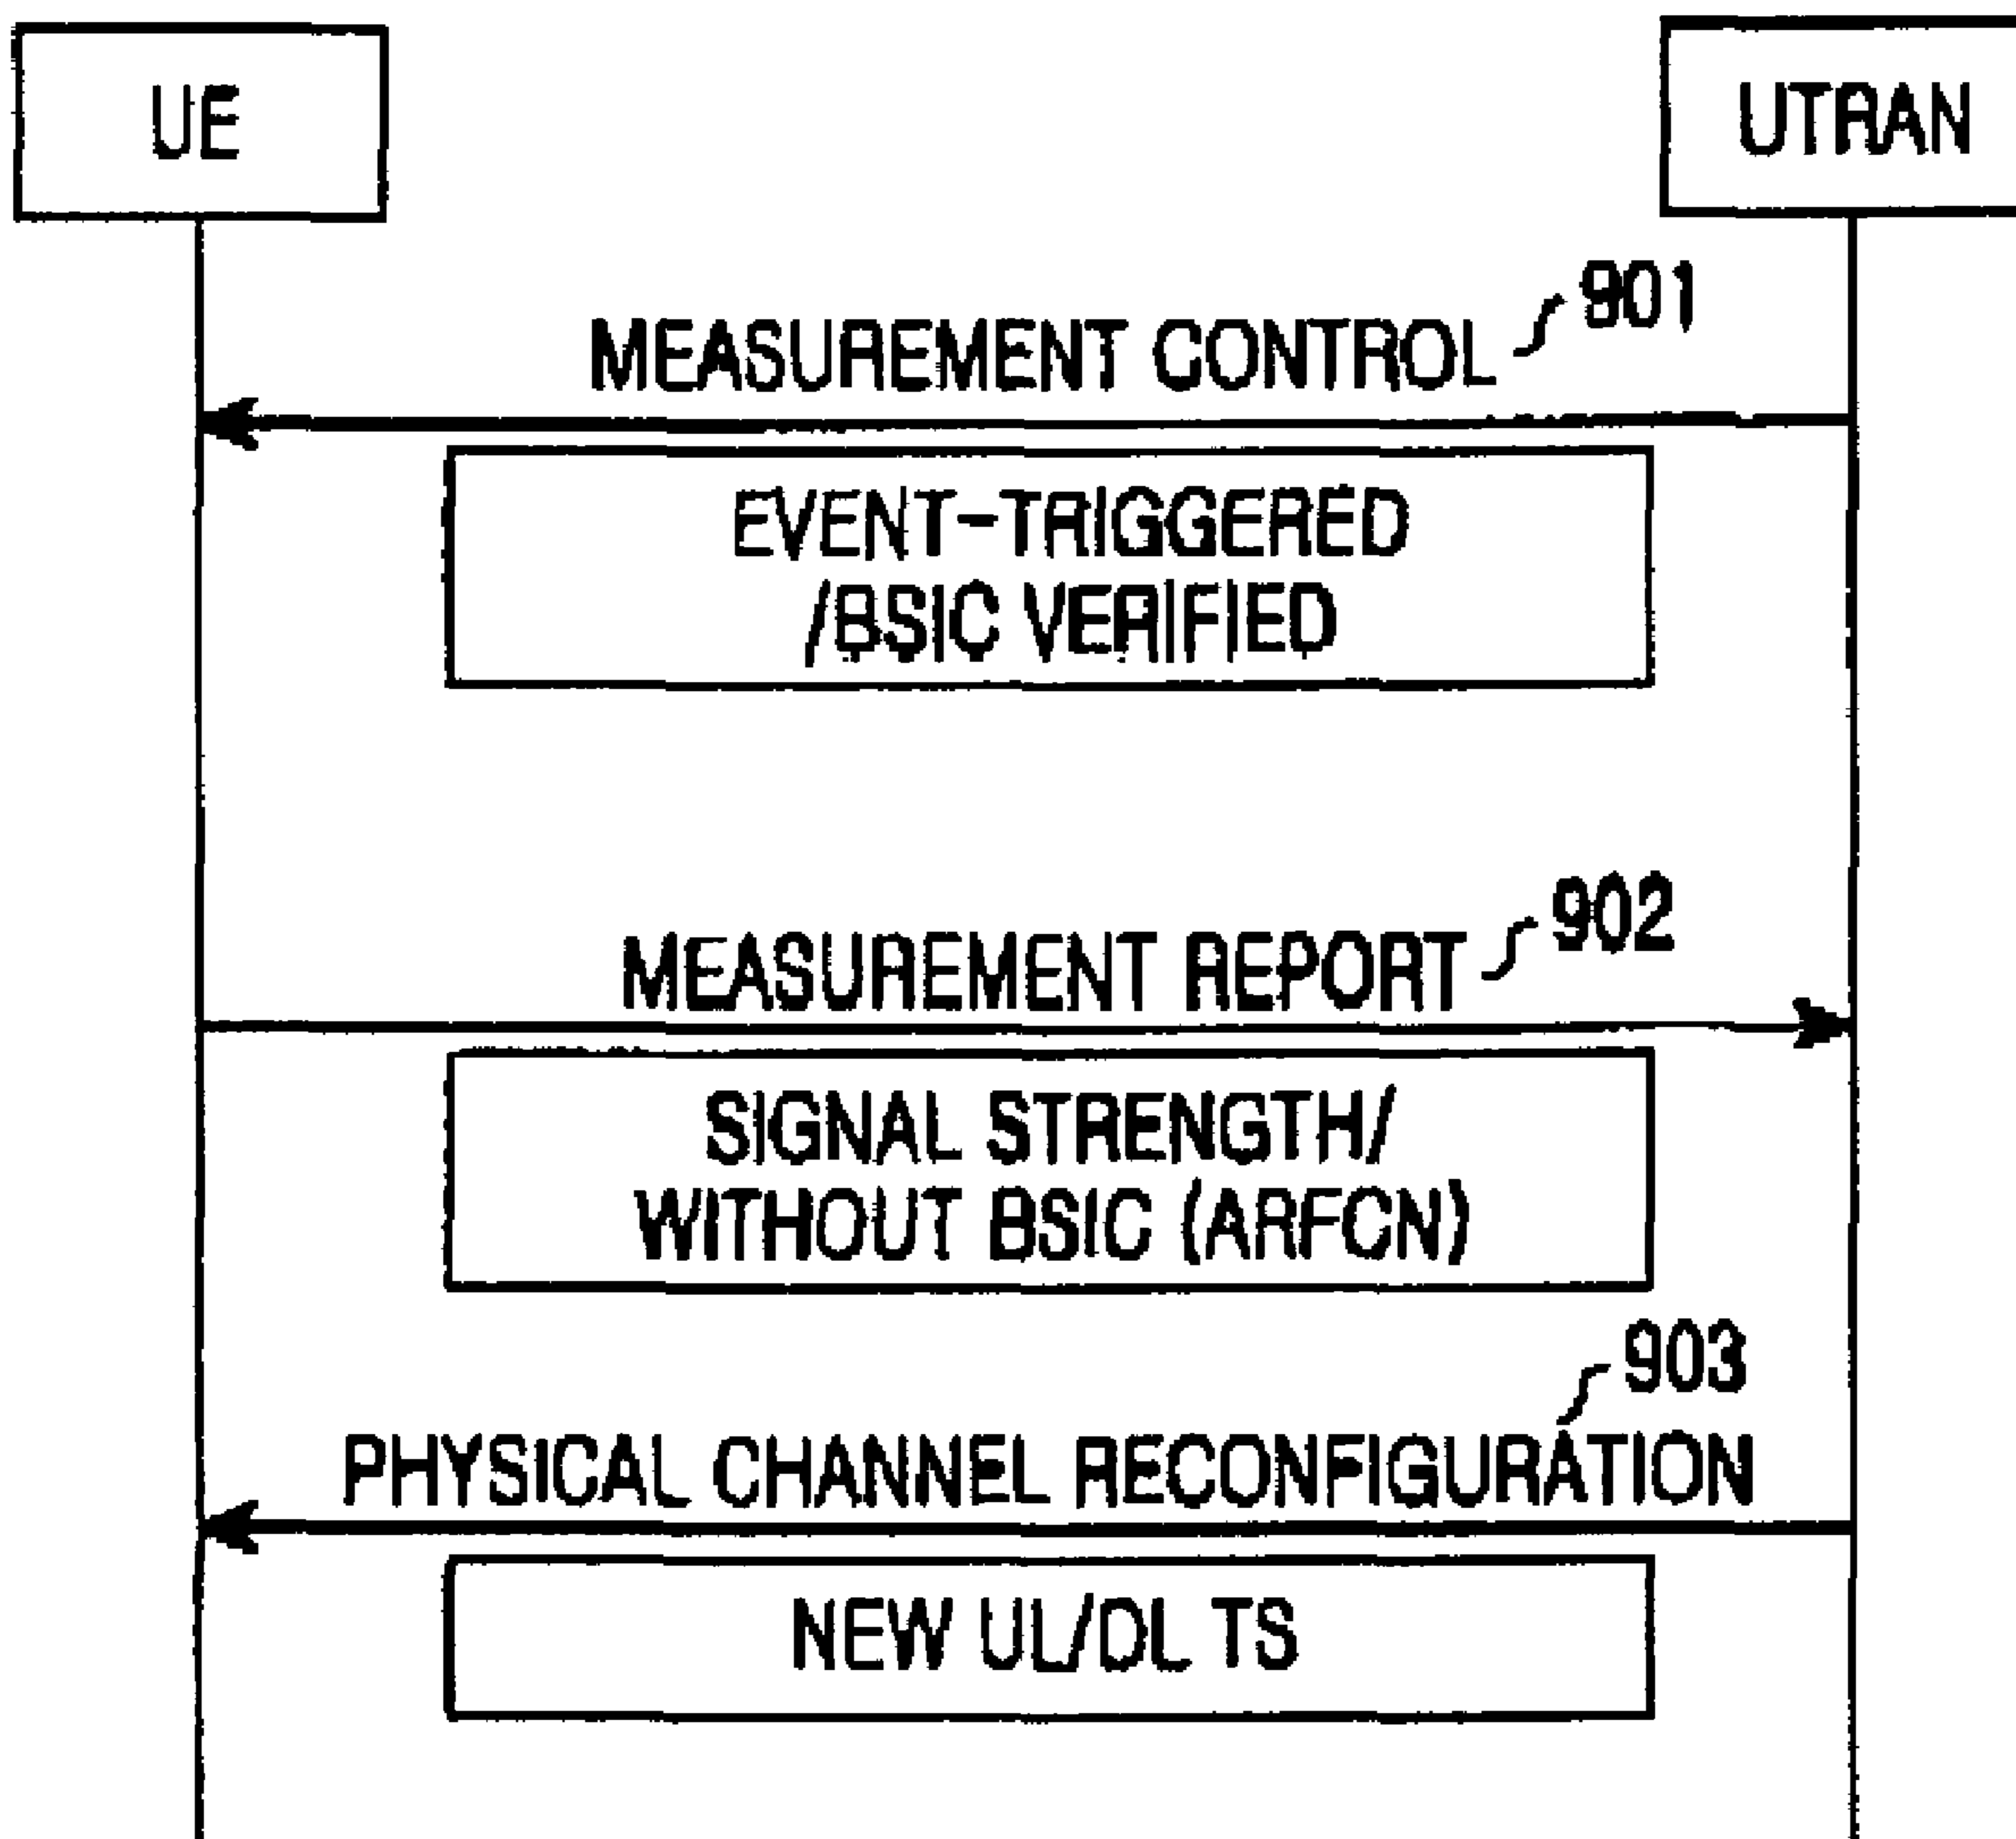 UE
UTRAN
901
MEASUREMENT CONTROL
EVENT-TRIGGERED
/BSIC VERIFIED
902
MEASUREMENT REPORT
SIGNAL STRENGTH/
WITHOUT BSIC (ARFCN)
903
PHYSICAL CHANNEL RECONFIGURATION
NEW UL/DL TS